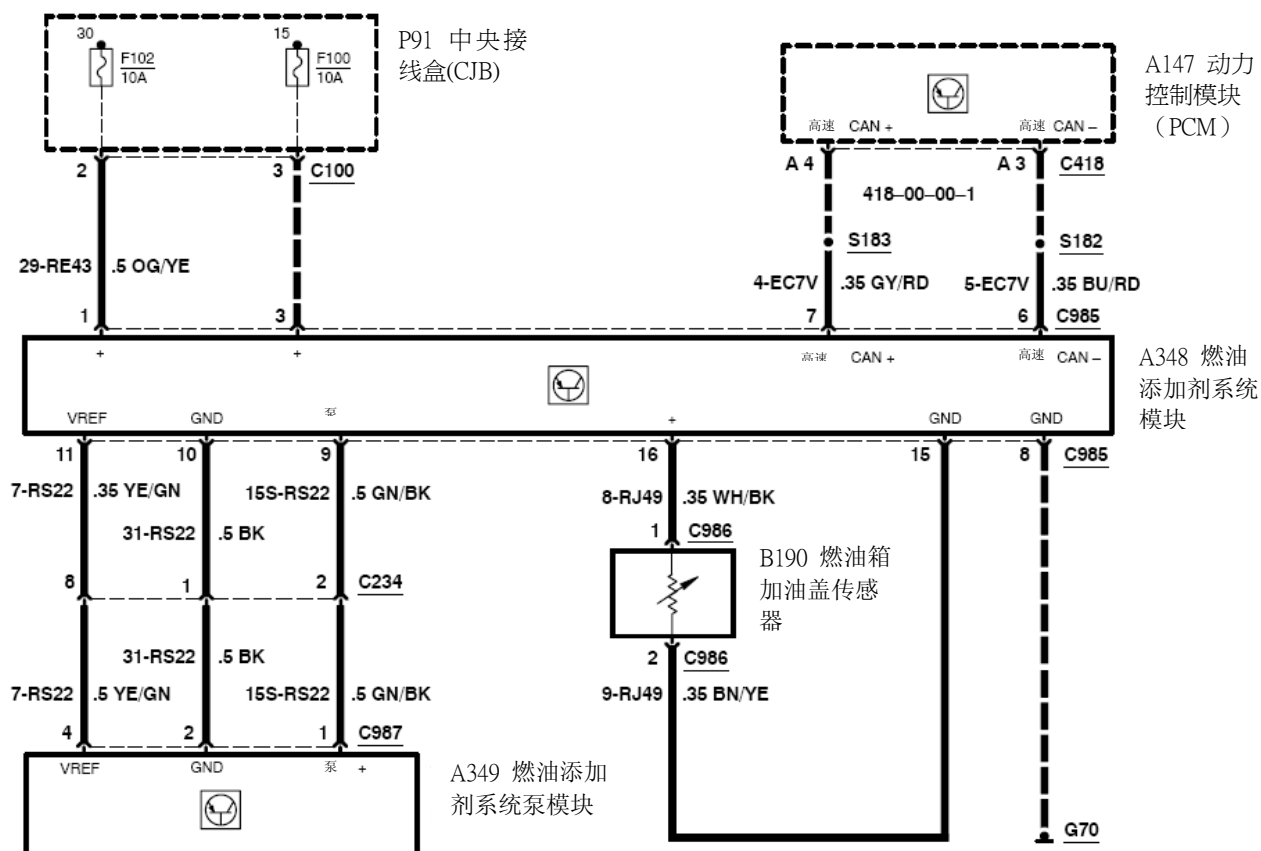 30
F102
10A
15
F100
10A
P91 中央接
线盒(CJB)
A147 动力
控制模块
（PCM）
高速 CAN +
高速 CAN –
2
3
C100
A 4
A 3
C418
418–00–00–1
S183
S182
29-RE43
.5 OG/YE
4-EC7V
.35 GY/RD
5-EC7V
.35 BU/RD
1
3
7
6
C985
+
+
高速 CAN +
高速 CAN –
A348 燃油
添加剂系统
模块
VREF
GND
泵
+
GND
GND
11
10
9
16
15
8
C985
7-RS22
.35 YE/GN
15S-RS22
.5 GN/BK
8-RJ49
.35 WH/BK
31-RS22
.5 BK
1
C986
B190 燃油箱
加油盖传感
器
8
1
2
C234
31-RS22
.5 BK
2
C986
7-RS22
.5 YE/GN
15S-RS22
.5 GN/BK
9-RJ49
.35 BN/YE
4
2
1
C987
VREF
GND
泵 +
A349 燃油添加
剂系统泵模块
G70